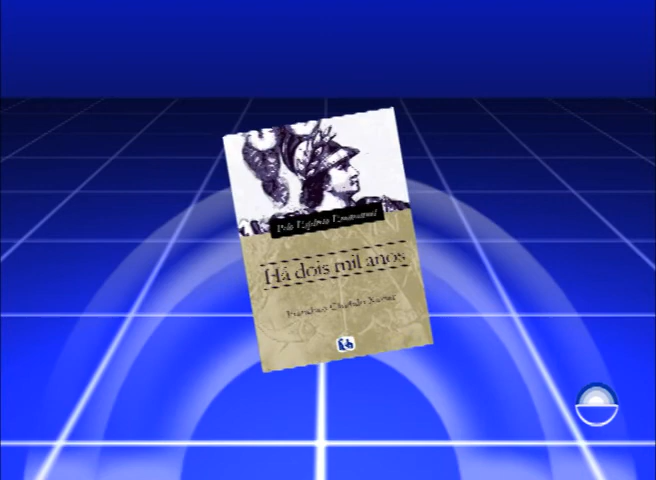 Pelo Espírito Emmanuel
Há dois mil anos
Francisco Cândido Xavier